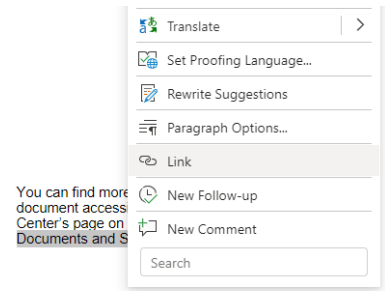 Translate
Set Proofing Language...
Rewrite Suggestions
Paragraph Options...
Link
New Follow-up
New Comment
Search
You can find more
document
Center's page on
Documents and